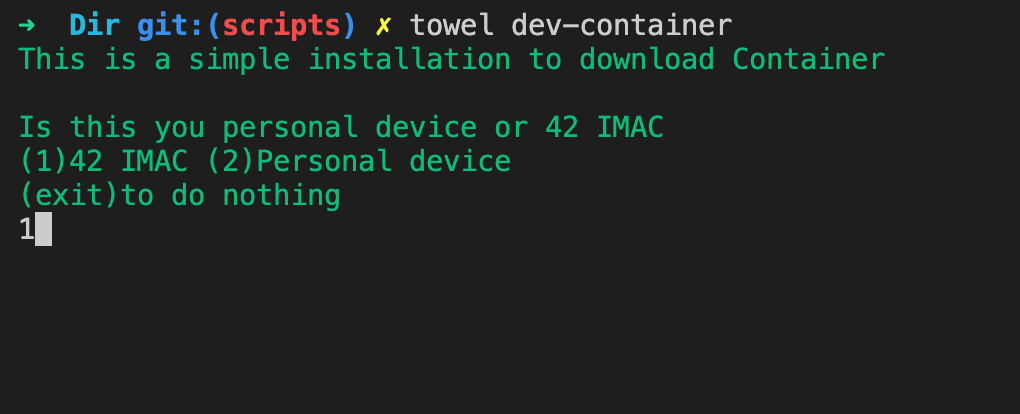 ➜ Dir git:(scripts) ✗ towel dev-container
This is a simple installation to download Container
Is this you personal device or 42 IMAC
(1)42 IMAC (2)Personal device
(exit)to do nothing
1